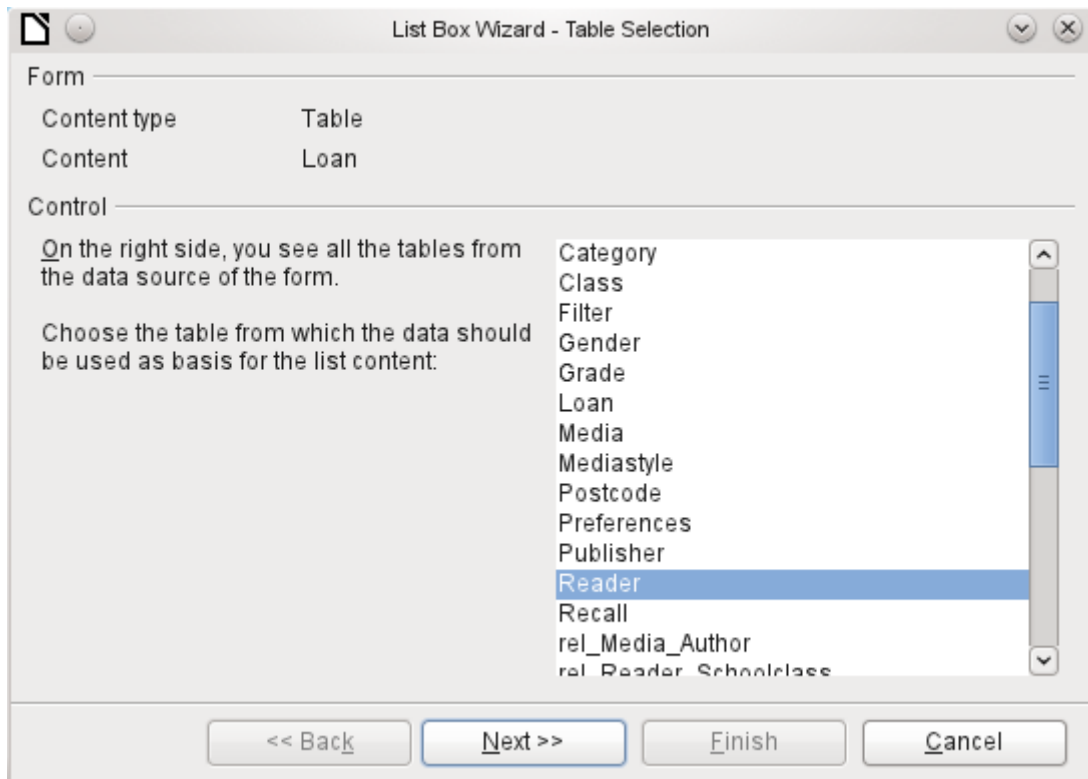 List Box Wizard - Table Selection
Form
Content type Table
Content Loan
Control
On the right side, you see all the tables from
the data source of the form.
Choose the table from which the data should
be used as basis for the list content:
Category
Class
Filter
Gender
Grade
Loan
Media
Mediastyle
Postcode
Preferences
Publisher
Reader
Recall
rel_Media_Author
rel_Reader_Schoolclass
<< Back Next >> Finish Cancel